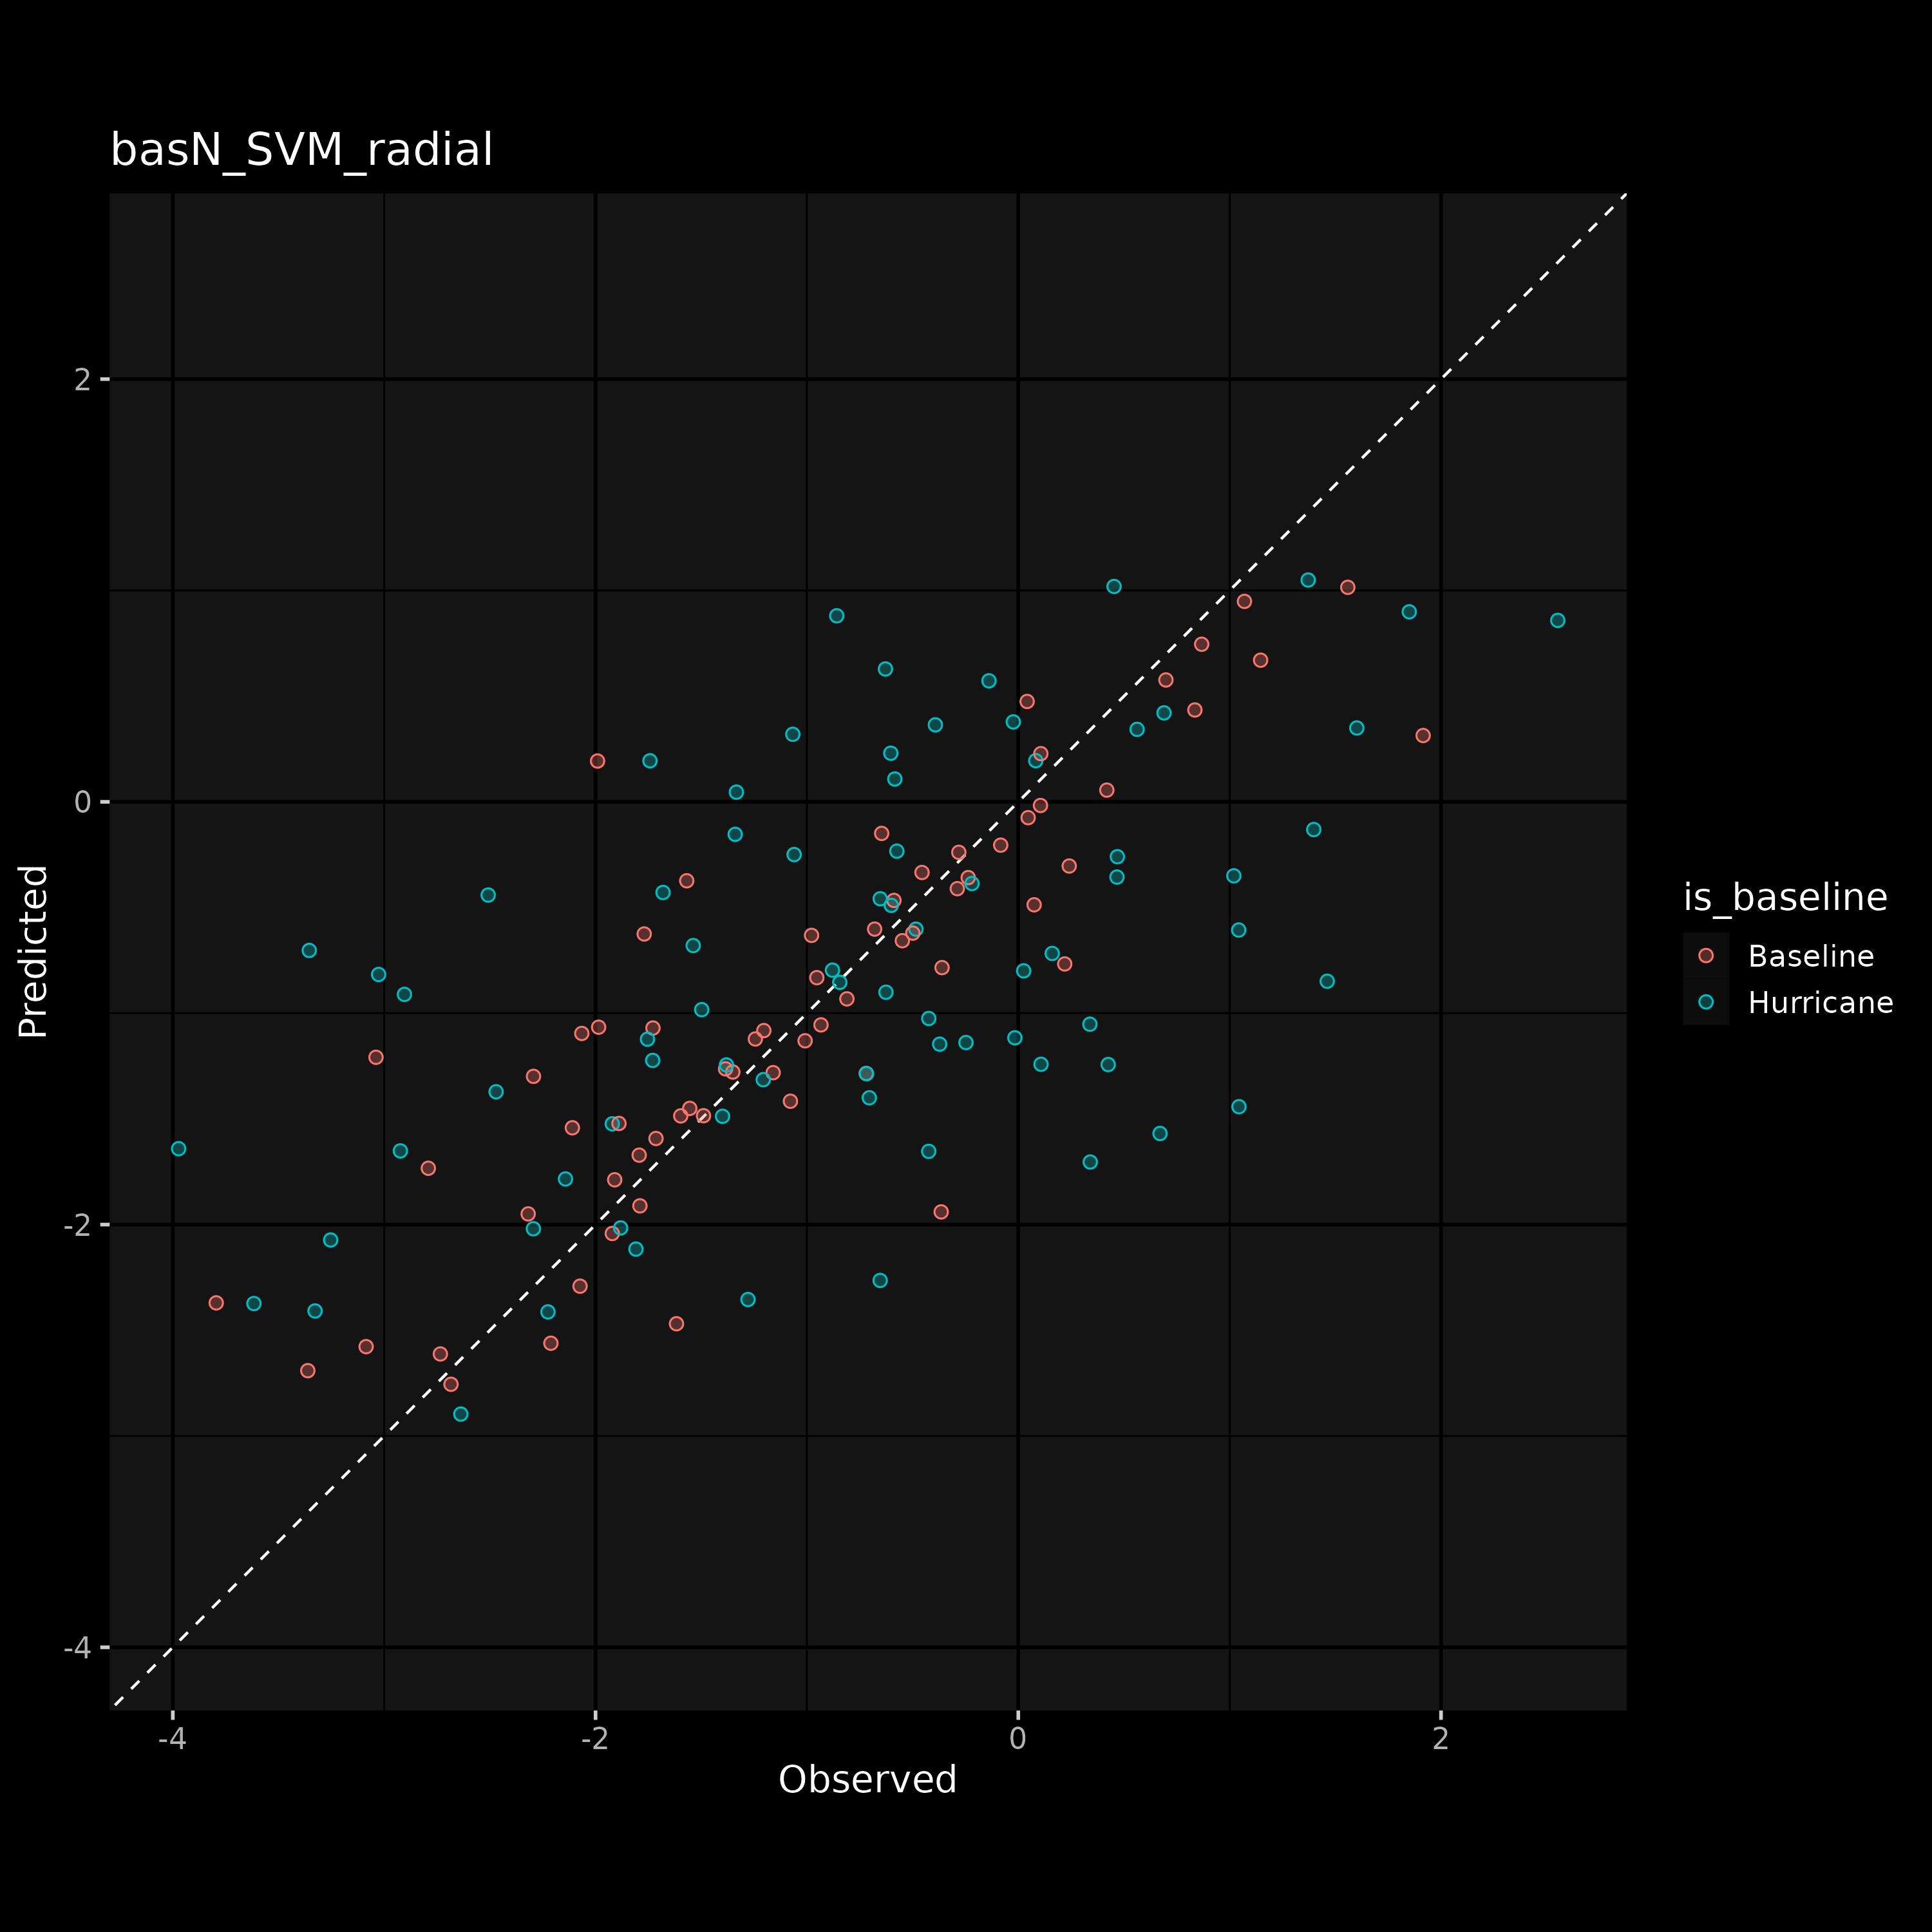 basN_SVM_radial
2
0
-2
-4
Predicted
-4
-2
0
2
Observed
is_baseline
Baseline
Hurricane